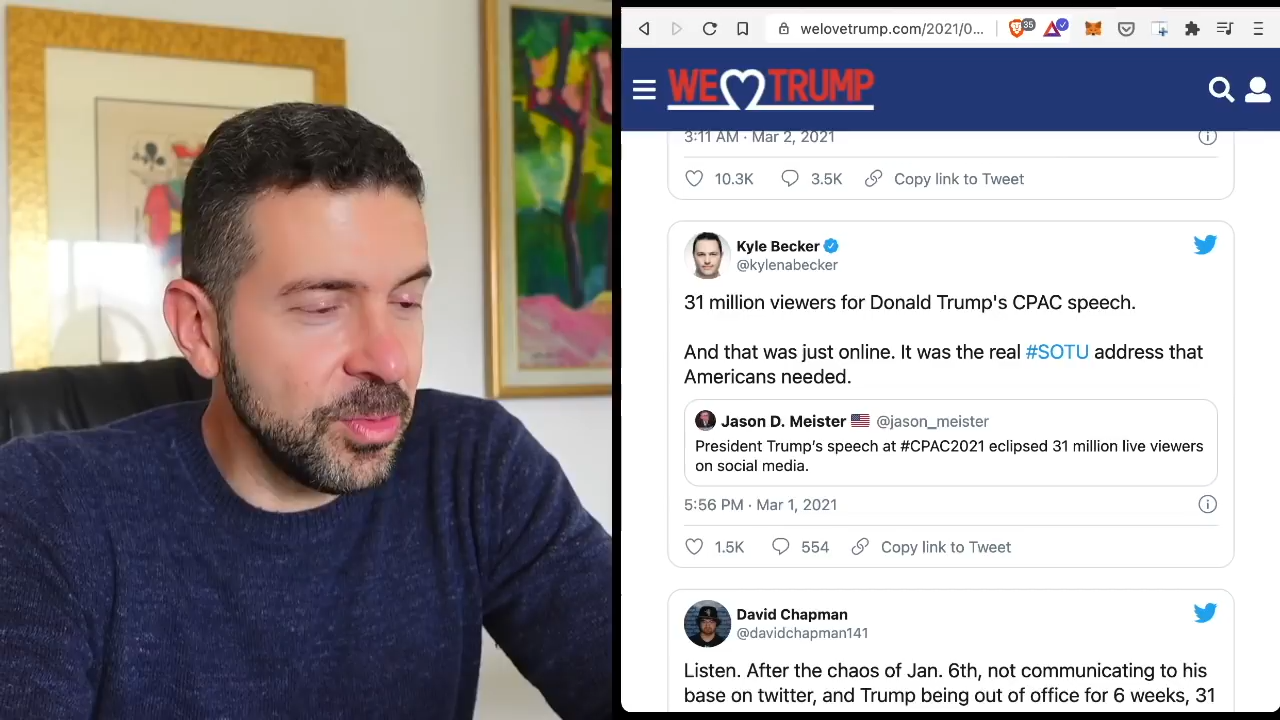 welovetrump.com/2021/0...
35
WE TRUMP
3:11 AM · Mar 2, 2021
10.3K 3.5K Copy link to Tweet
Kyle Becker
@kylenabecker
31 million viewers for Donald Trump's CPAC speech.
And that was just online. It was the real #SOTU address that
Americans needed.
Jason D. Meister @jason_meister
President Trump's speech at #CPAC2021 eclipsed 31 million live viewers
on social media.
5:56 PM · Mar 1, 2021
1.5K 554 Copy link to Tweet
David Chapman
@davidchapman141
Listen. After the chaos of Jan. 6th, not communicating to his
base on twitter, and Trump being out of office for 6 weeks, 31